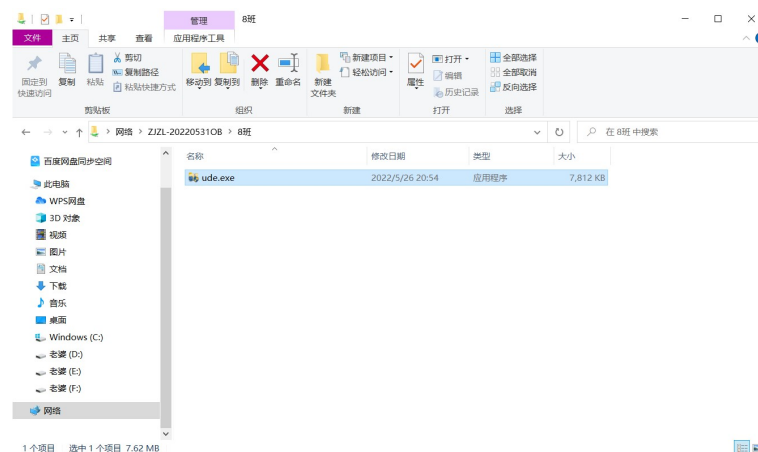 管理 8班
文件 主页 共享 查看 应用程序工具
固定到快速访问
复制
粘贴
剪切
复制路径
粘贴快捷方式
剪贴板
移动到 复制到 删除 重命名
组织
新建文件夹
新建项目
轻松访问
新建
属性
打开
编辑
历史记录
打开
全部选择
全部取消
反向选择
选择
网络 > ZJZL-20220531OB > 8班
在 8班 中搜索
名称 修改日期 类型 大小
ude.exe 2022/5/26 20:54 应用程序 7,812 KB
百度网盘同步空间
此电脑
WPS网盘
3D 对象
视频
图片
文档
下载
音乐
桌面
Windows (C:)
老婆 (D:)
老婆 (E:)
老婆 (F:)
网络
1 个项目 选中 1 个项目 7.62 MB